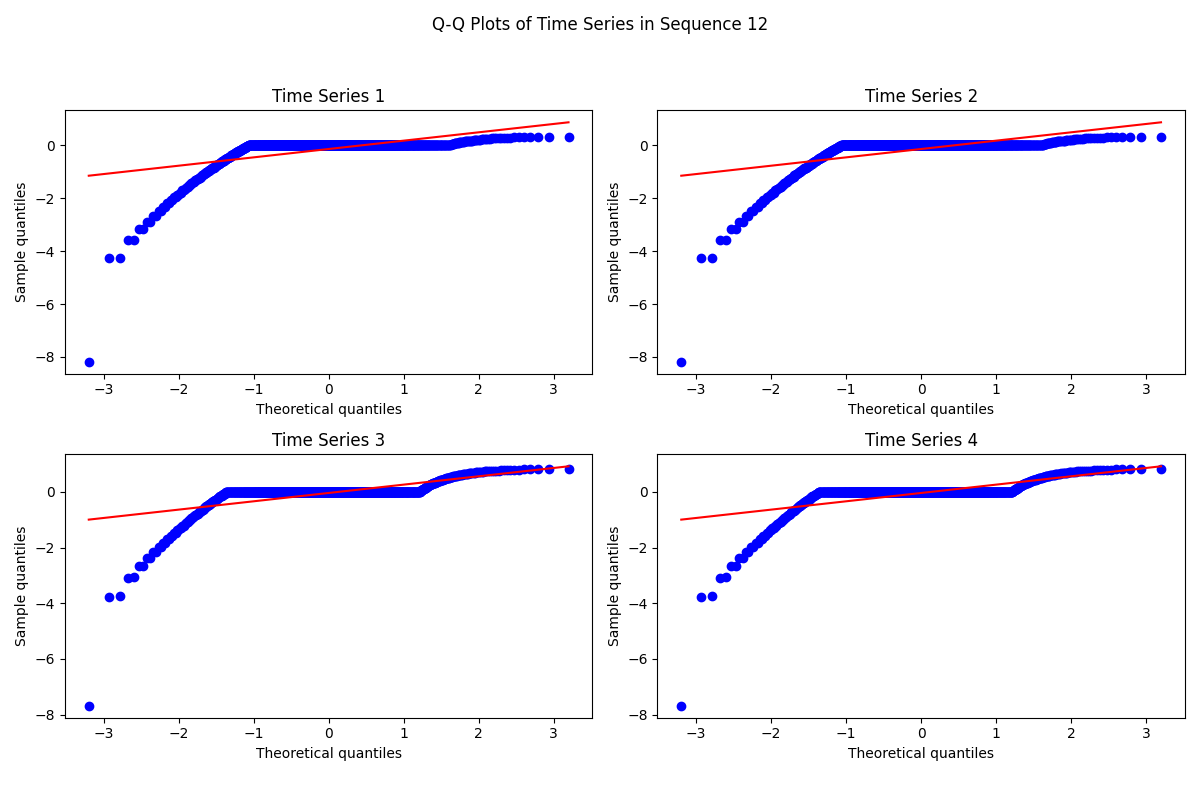 Q-Q Plots of Time Series in Sequence 12
Time Series 1
Sample quantiles
0
−2
−4
−6
−8
−3 −2 −1 0 1 2 3
Theoretical quantiles
Time Series 2
Sample quantiles
0
−2
−4
−6
−8
−3 −2 −1 0 1 2 3
Theoretical quantiles
Time Series 3
Sample quantiles
0
−2
−4
−6
−8
−3 −2 −1 0 1 2 3
Theoretical quantiles
Time Series 4
Sample quantiles
0
−2
−4
−6
−8
−3 −2 −1 0 1 2 3
Theoretical quantiles